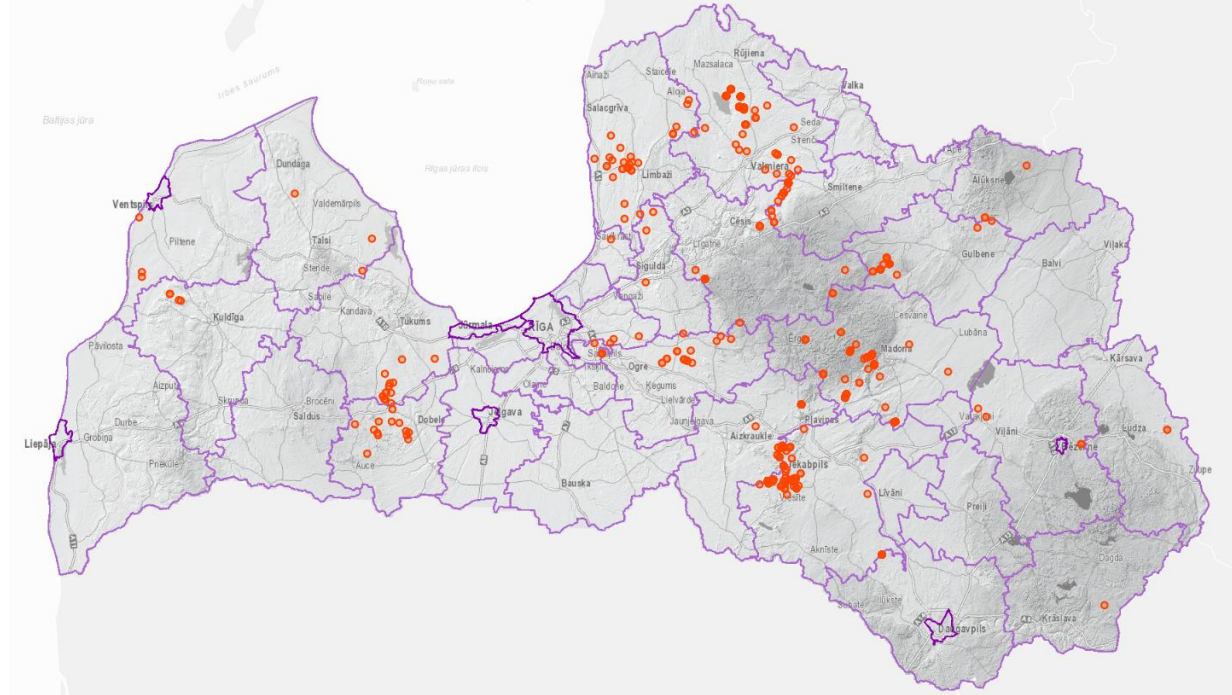 Rūjiena
Mazsalaca
Ainaži
Staicele
Valka
Aloja
Salacgrīva
Irbes šaurums
Roņu sala
Baltijas jūra
Seda
Strenči
Ape
Dundaga
Rīgas jūras līcis
Valmiera
Limbaži
Alūksne
Smiltene
Ventspils
Valdemārpils
Cēsis
Piltene
Talsi
Saulkrasti
Līgatne
Gulbene
Viļaka
Balvi
Stende
Sigulda
Sabile
Vangaži
Kandava
Kuldīga
Tukums
Jūrmala
RĪGA
Cesvaine
Lubāna
Pāvilosta
Ērgļi
Madona
Kārsava
Salaspils
Ikšķile
Ogre
Kalnciems
Olaine
Baldone
Ķegums
Aizpute
Skrunda
Brocēni
Lielvārde
Durbe
Saldus
Dobele
Jelgava
Jaunjelgava
Pļaviņas
Varakļāni
Viļāni
Ludza
Liepāja
Grobiņa
Aizkraukle
Rēzekne
Priekule
Auce
Jēkabpils
Zilupe
Bauska
Viesīte
Līvāni
Preiļi
Aknīste
Dagda
Subate
Ilūkste
Daugavpils
Krāslava